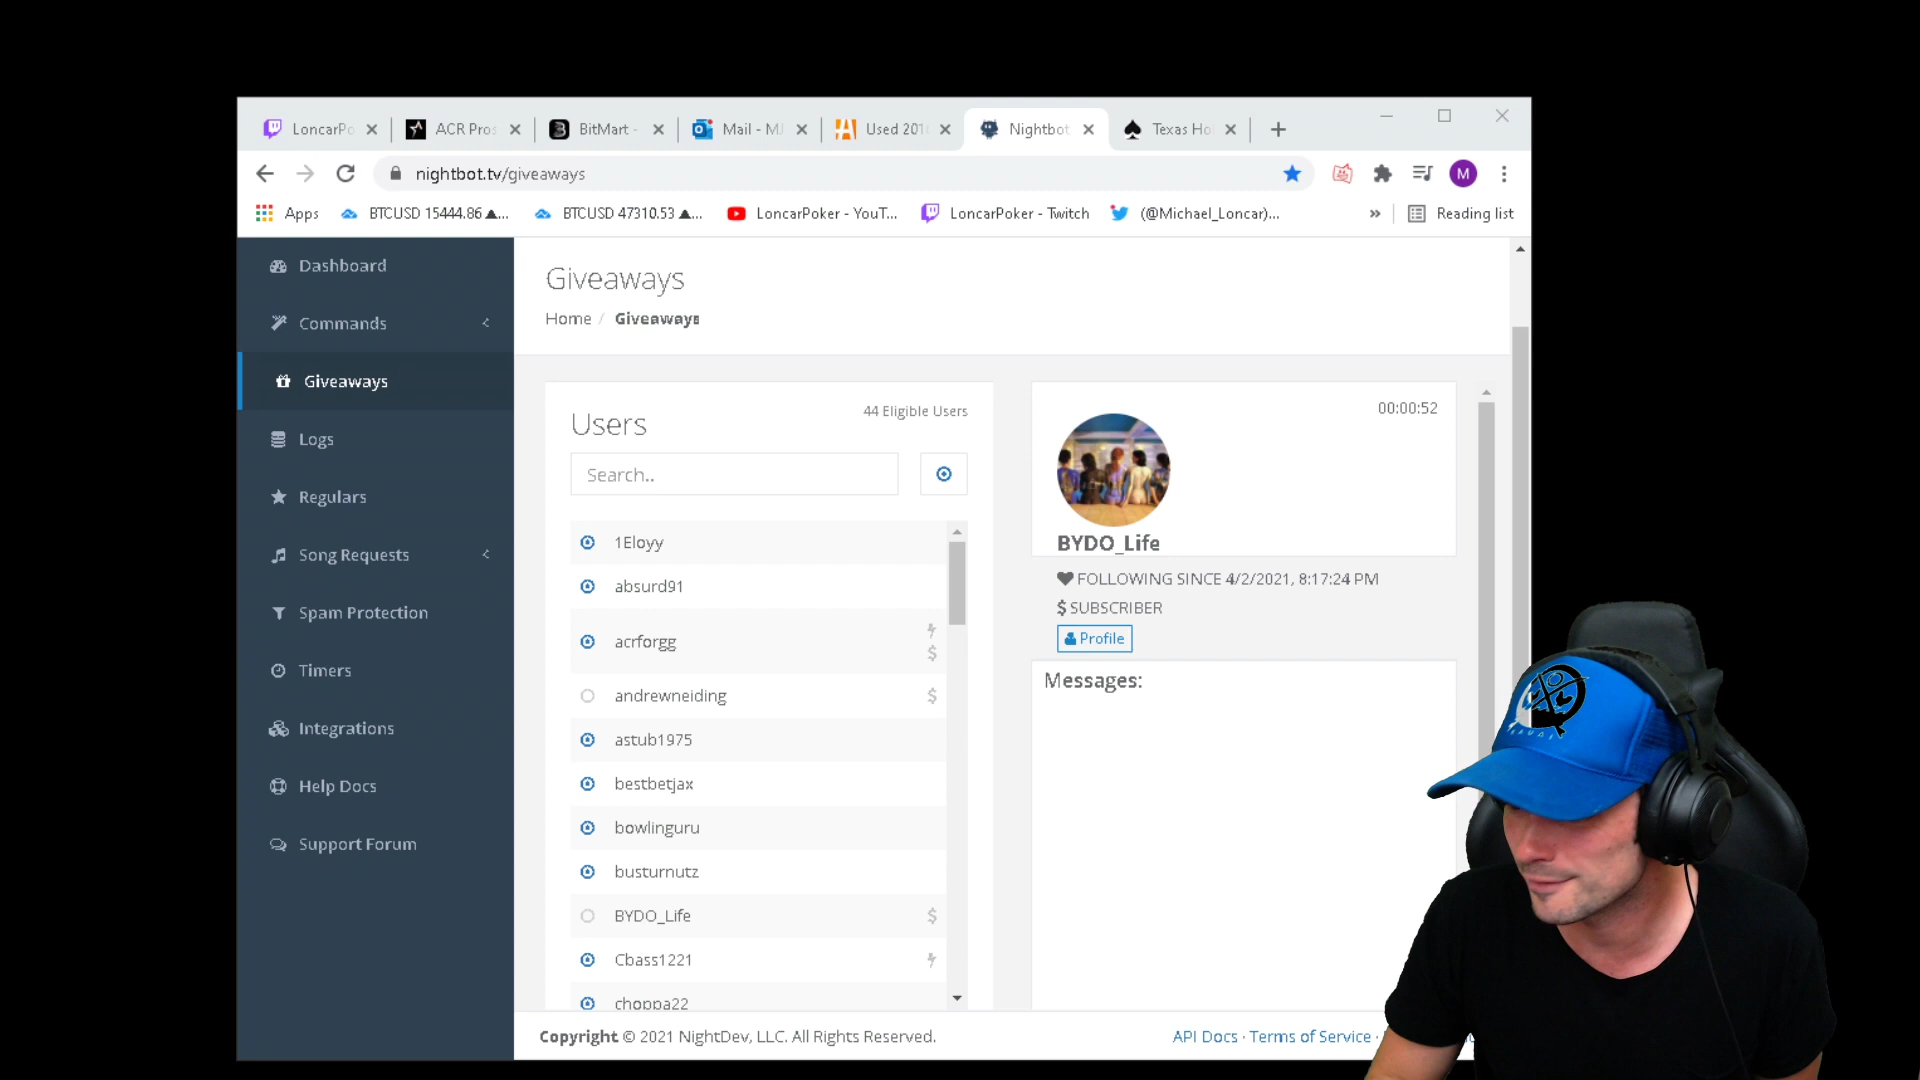 LoncarPo
ACR Pros
BitMart -
Mail - MJ
Used 201
Nightbot
Texas Ho
nightbot.tv/giveaways
M
Apps
BTCUSD 15444.86 ▲...
BTCUSD 47310.53 ▲...
LoncarPoker - YouT...
LoncarPoker - Twitch
(@Michael_Loncar)...
»
Reading list
Dashboard
Commands
Giveaways
Logs
Regulars
Song Requests
Spam Protection
Timers
Integrations
Help Docs
Support Forum
Giveaways
Home / Giveaways
Users
44 Eligible Users
Search..
1Eloyy
absurd91
acrforgg
$
andrewneiding $
astub1975
bestbetjax
bowlinguru
busturnutz
BYDO_Life $
Cbass1221
choppa22
00:00:52
BYDO_Life
FOLLOWING SINCE 4/2/2021, 8:17:24 PM
$ SUBSCRIBER
Profile
Messages:
Copyright © 2021 NightDev, LLC. All Rights Reserved.
API Docs · Terms of Service ·